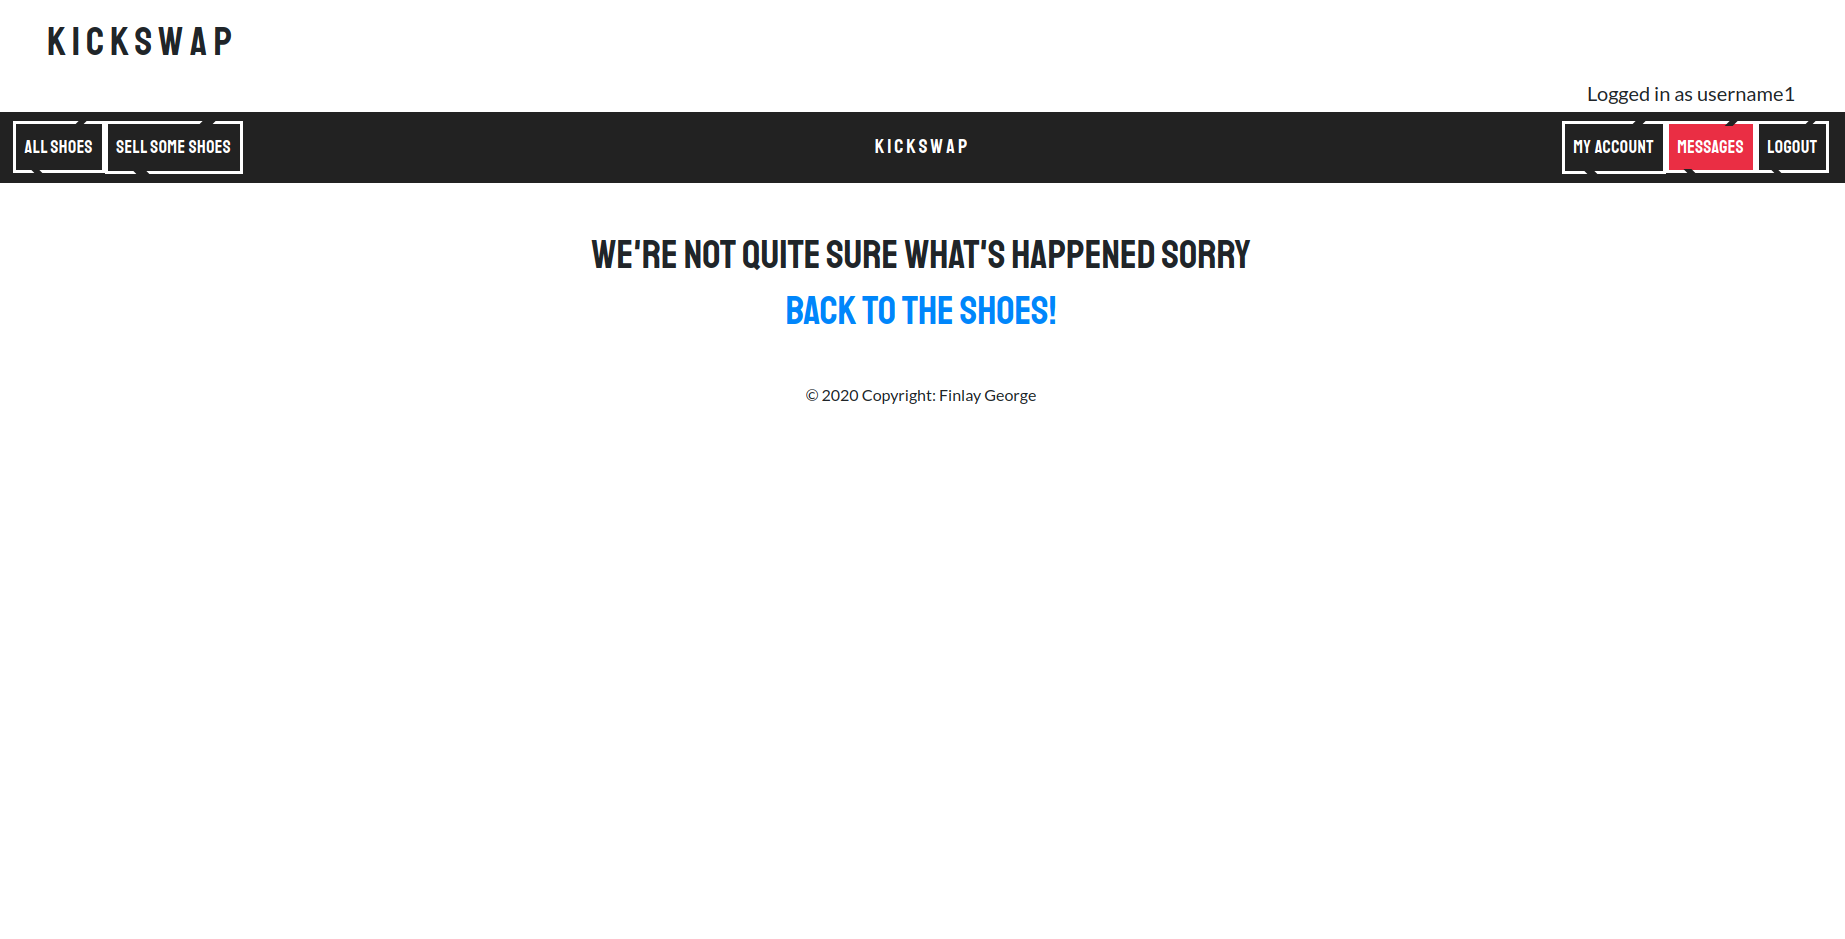 KICKSWAP
Logged in as username1
ALL SHOES SELL SOME SHOES KICKSWAP MY ACCOUNT MESSAGES LOGOUT
WE'RE NOT QUITE SURE WHAT'S HAPPENED SORRY
BACK TO THE SHOES!
© 2020 Copyright: Finlay George